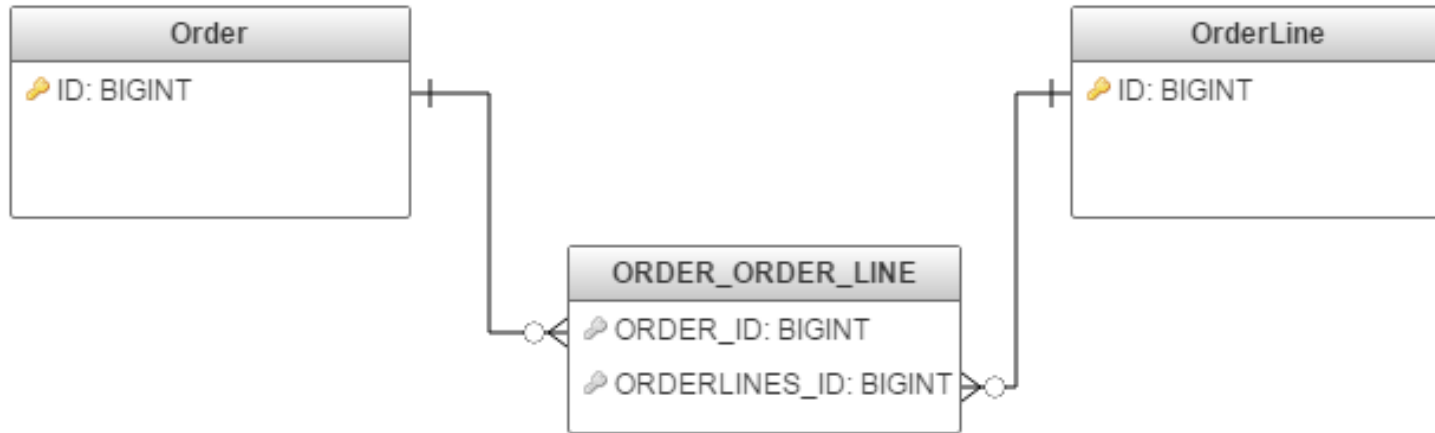 Order
ID: BIGINT
OrderLine
ID: BIGINT
ORDER_ORDER_LINE
ORDER_ID: BIGINT
ORDERLINES_ID: BIGINT